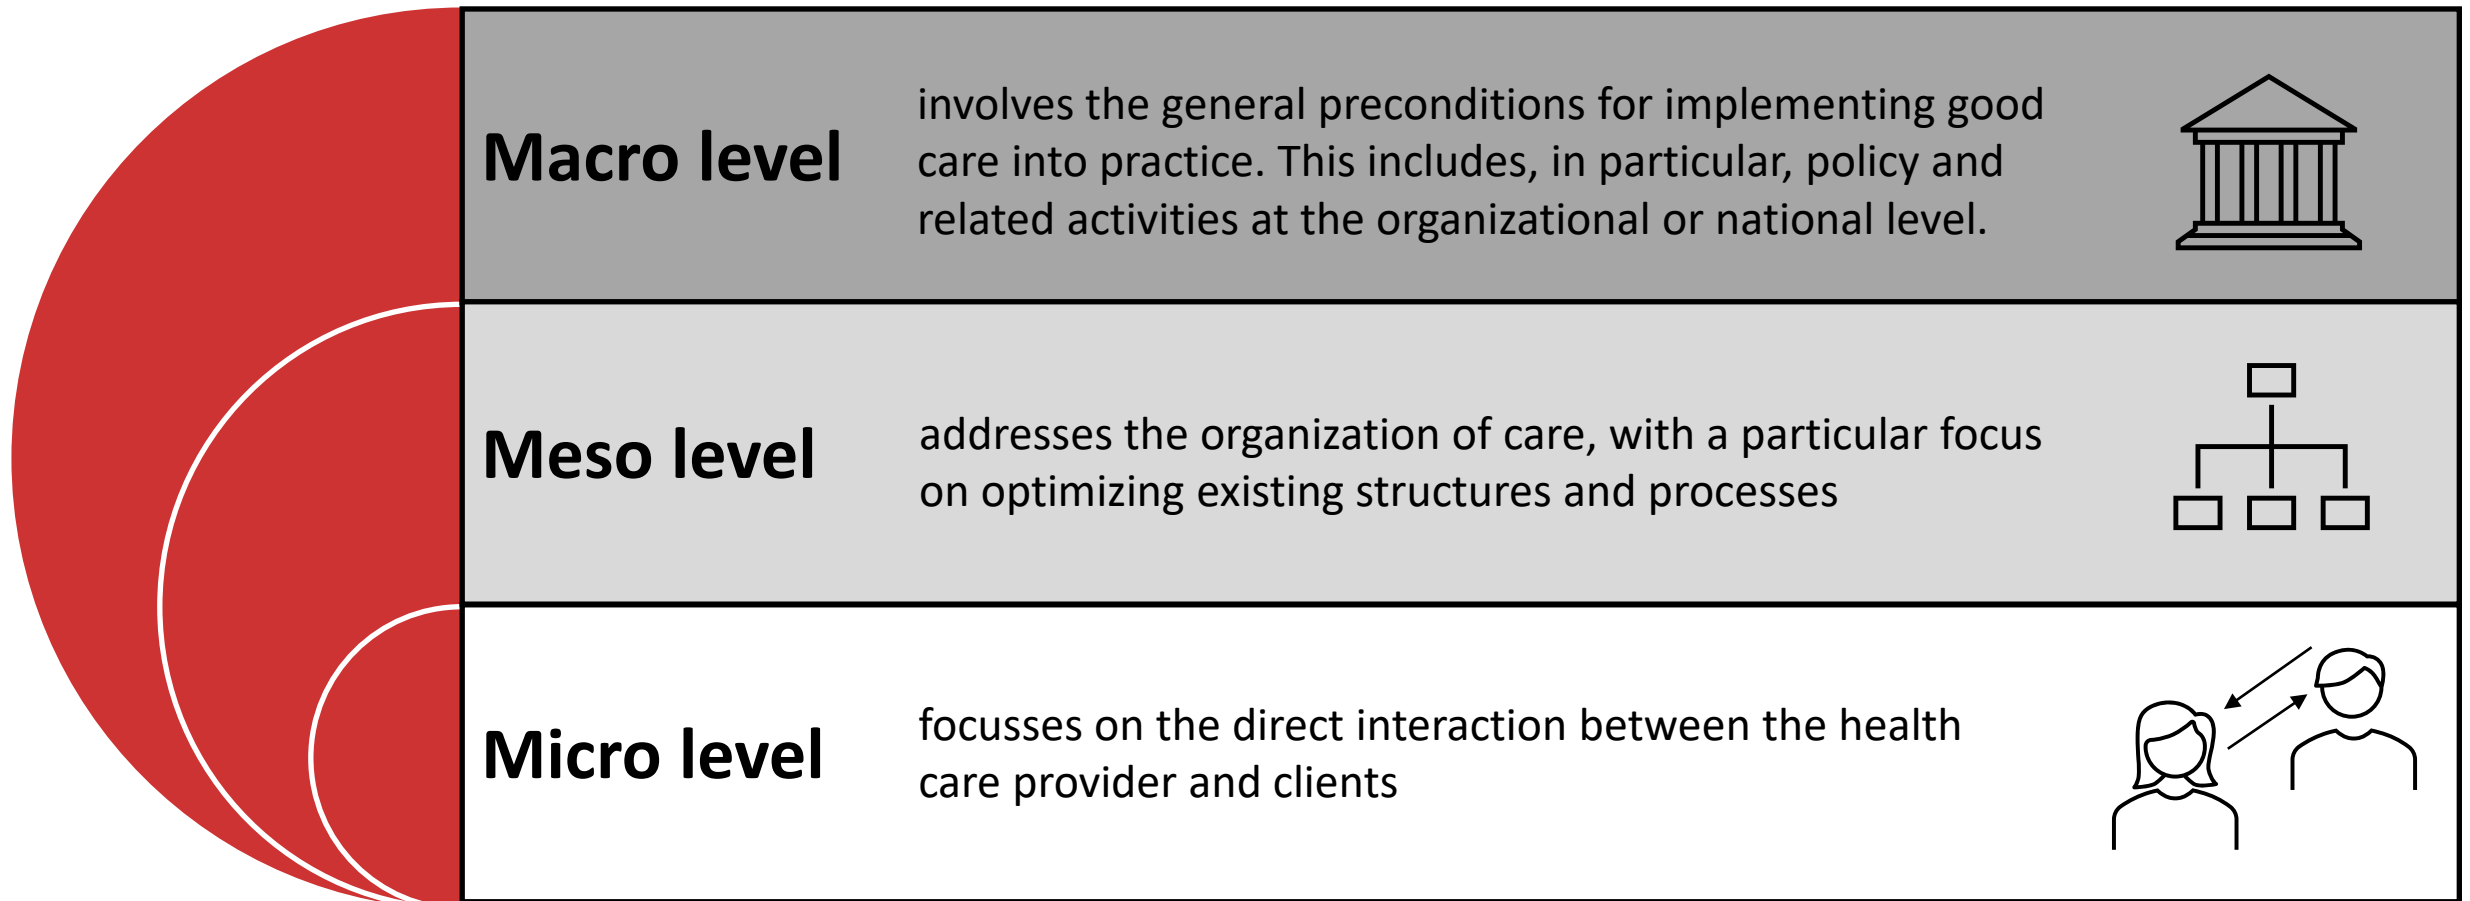 Macro level
involves the general preconditions for implementing good
care into practice. This includes, in particular, policy and
related activities at the organizational or national level.
Meso level
addresses the organization of care, with a particular focus
on optimizing existing structures and processes
Micro level
focusses on the direct interaction between the health
care provider and clients